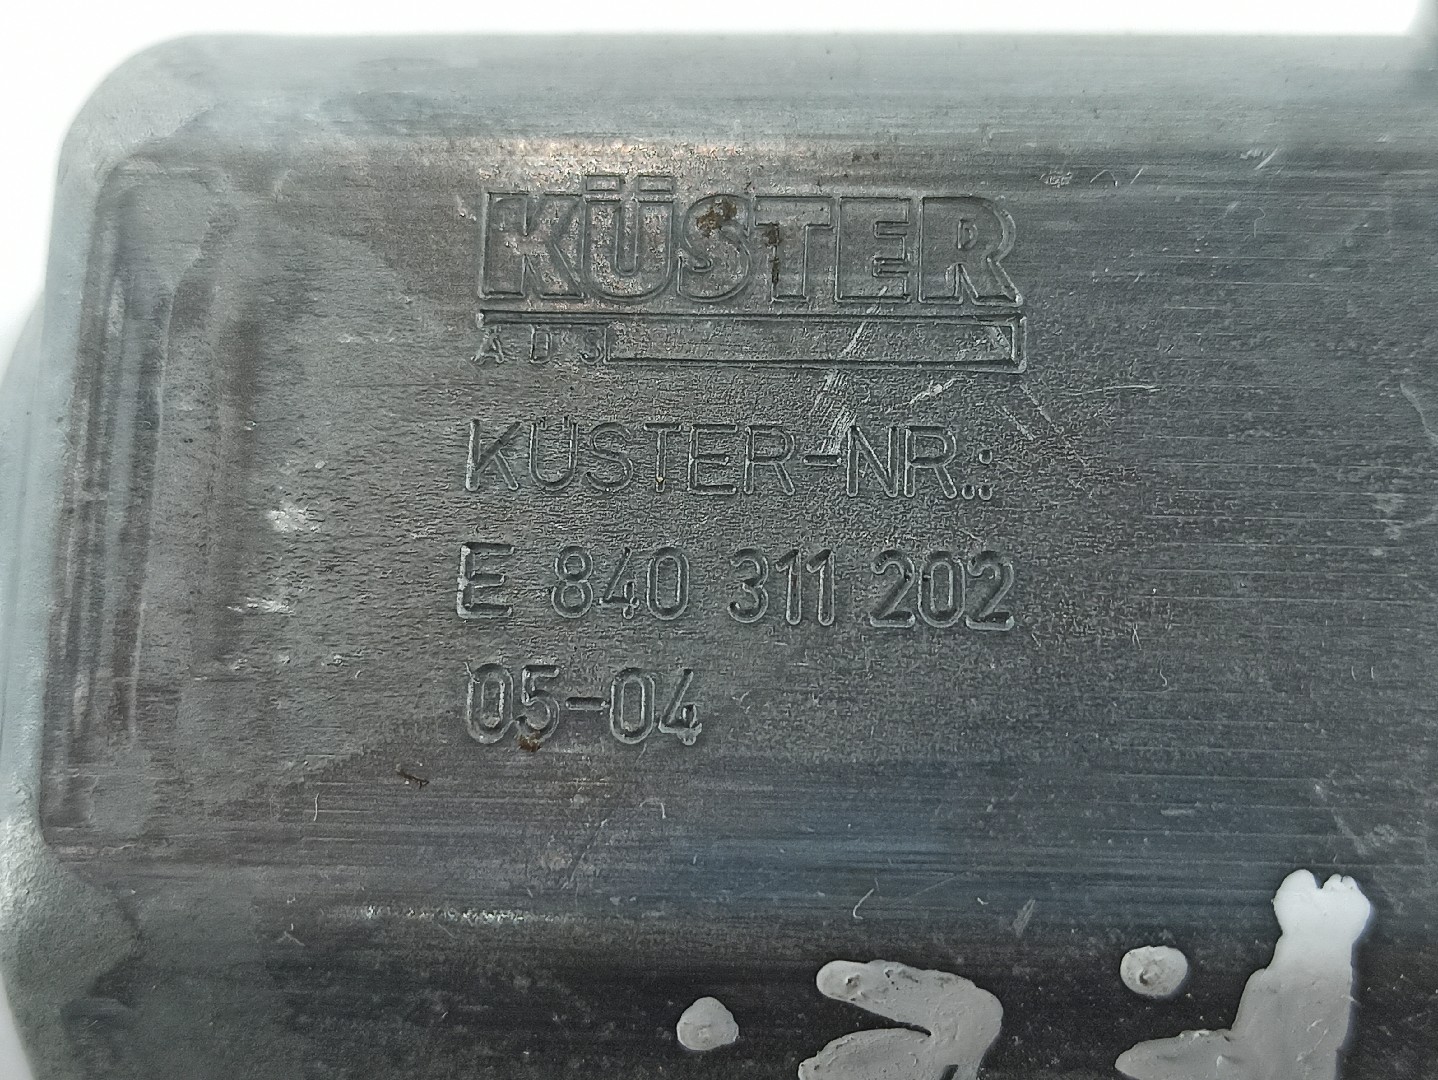 KÜSTER
ADS
KÜSTER-NR.:
E 840 311 202
05-04